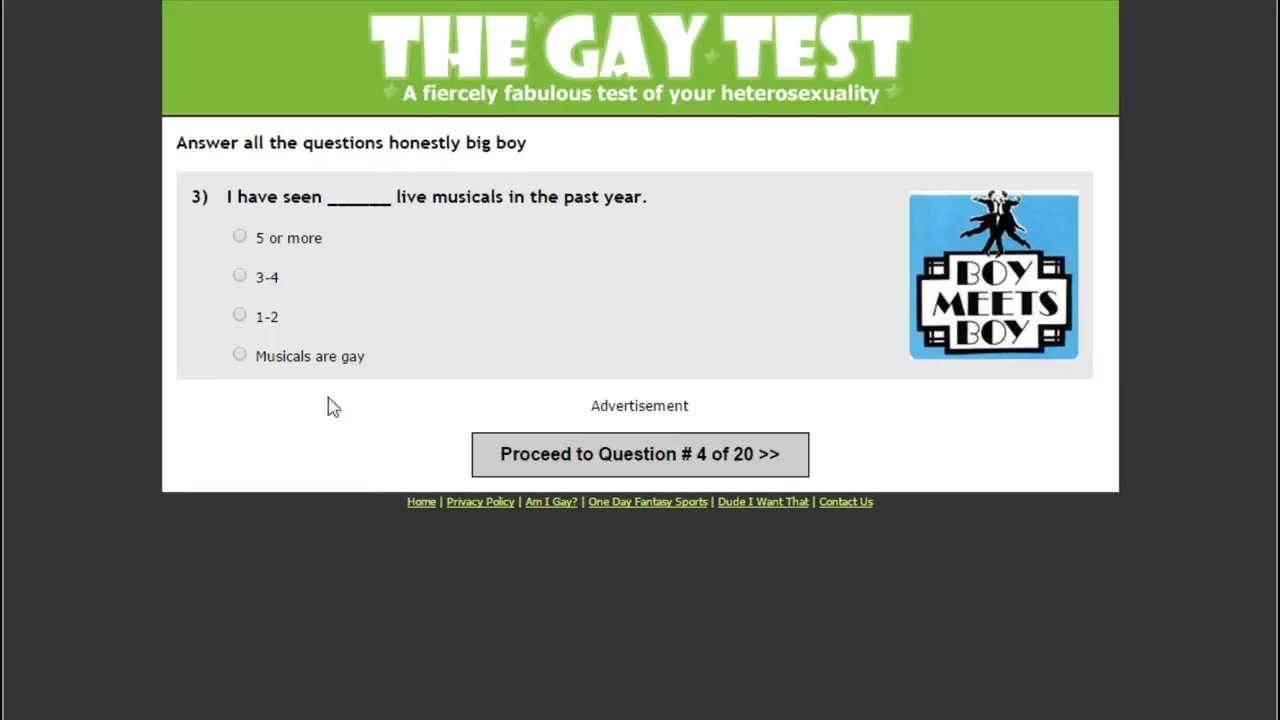 THE GAY TEST
A fiercely fabulous test of your heterosexuality
Answer all the questions honestly big boy
3) I have seen ______ live musicals in the past year.
5 or more
3-4
1-2
Musicals are gay
BOY
MEETS
BOY
Advertisement
Proceed to Question # 4 of 20 >>
Home | Privacy Policy | Am I Gay? | One Day Fantasy Sports | Dude I Want That | Contact Us